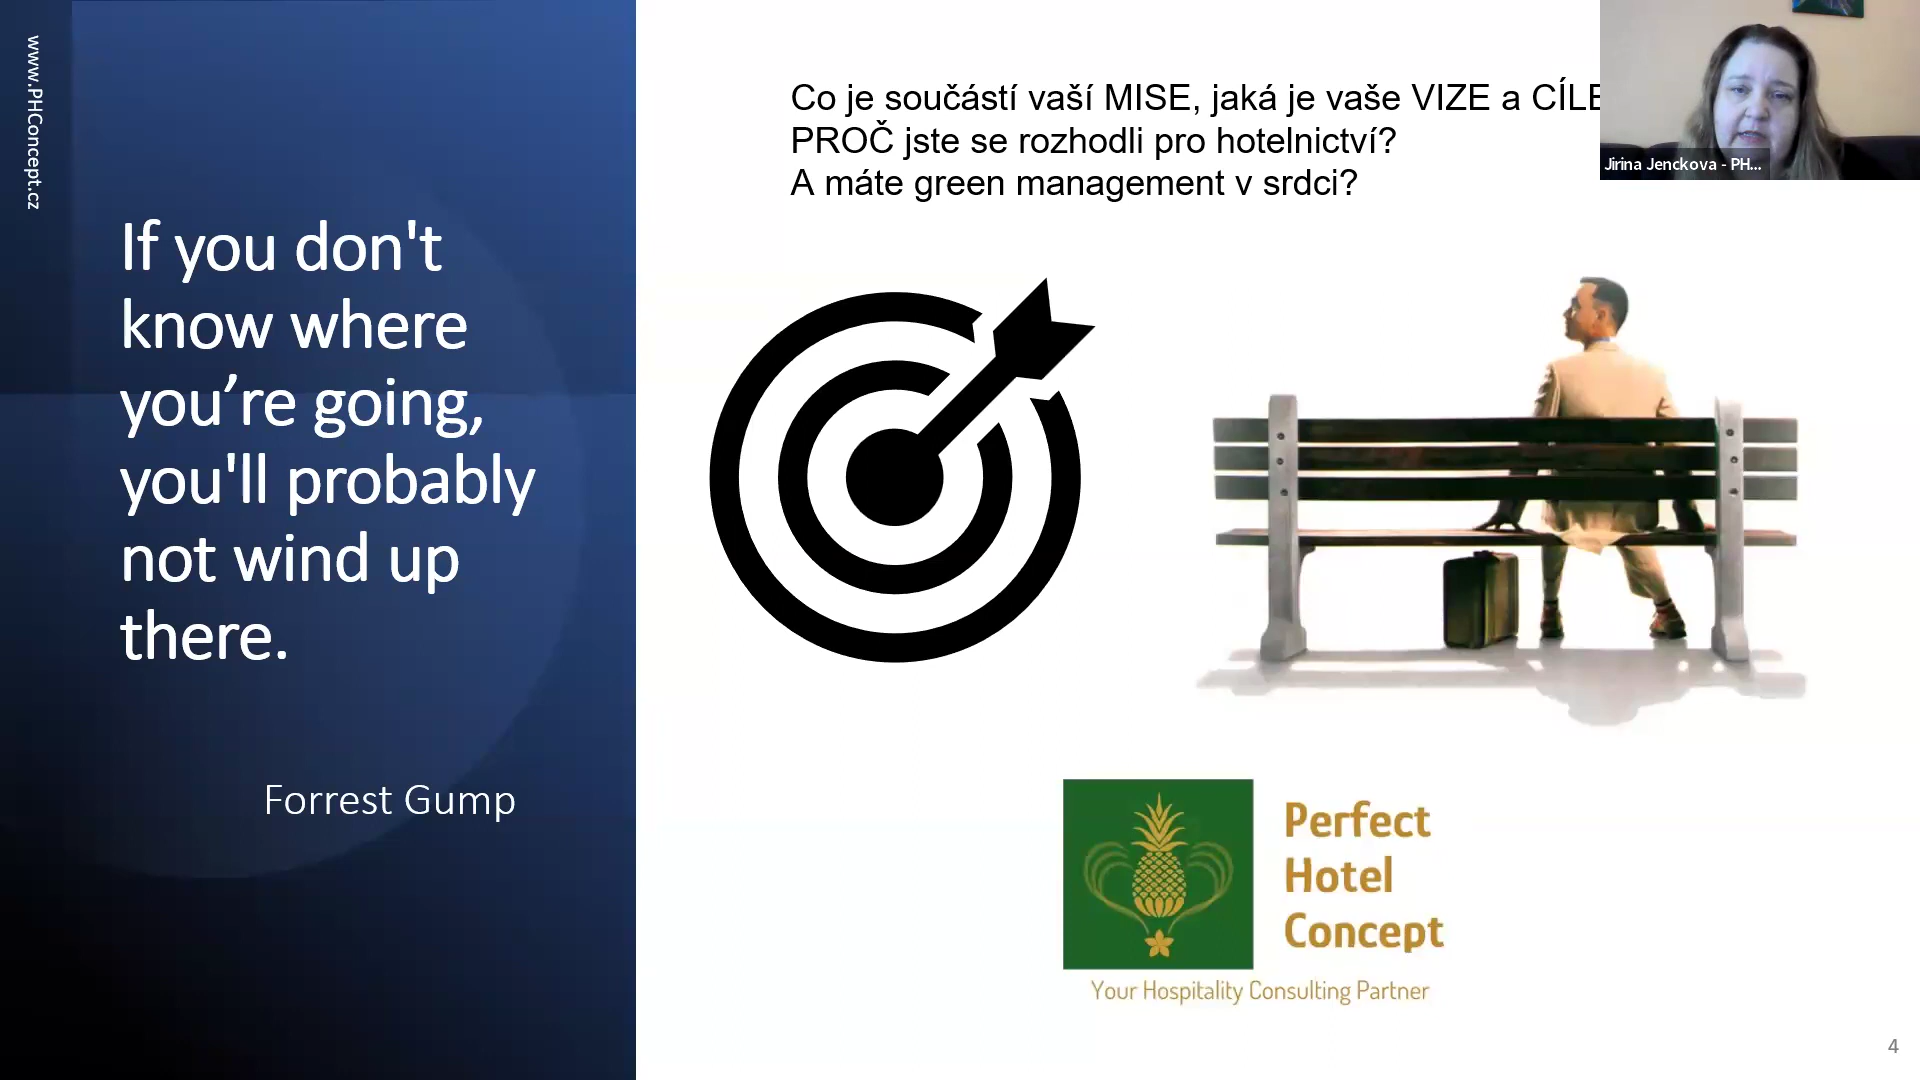 www.PHConcept.cz
If you don't
know where
you’re going,
you'll probably
not wind up
there.
Forrest Gump
Co je součástí vaší MISE, jaká je vaše VIZE a CÍLE
PROČ jste se rozhodli pro hotelnictví?
A máte green management v srdci?
Jirina Jenckova - PH...
Perfect
Hotel
Concept
Your Hospitality Consulting Partner
4